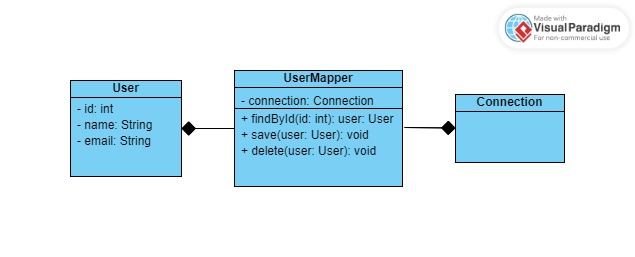 Made with
Visual Paradigm
For non-commercial use
User
- id: int
- name: String
- email: String
UserMapper
- connection: Connection
+ findById(id: int): user: User
+ save(user: User): void
+ delete(user: User): void
Connection